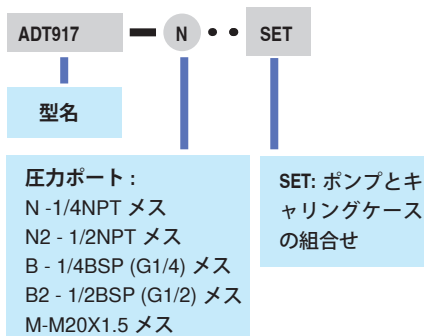 ADT917 — N • • SET
型名
圧力ポート :
N -1/4NPT メス
N2 - 1/2NPT メス
B - 1/4BSP (G1/4) メス
B2 - 1/2BSP (G1/2) メス
M-M20X1.5 メス
SET: ポンプとキ
ャリングケース
の組合せ